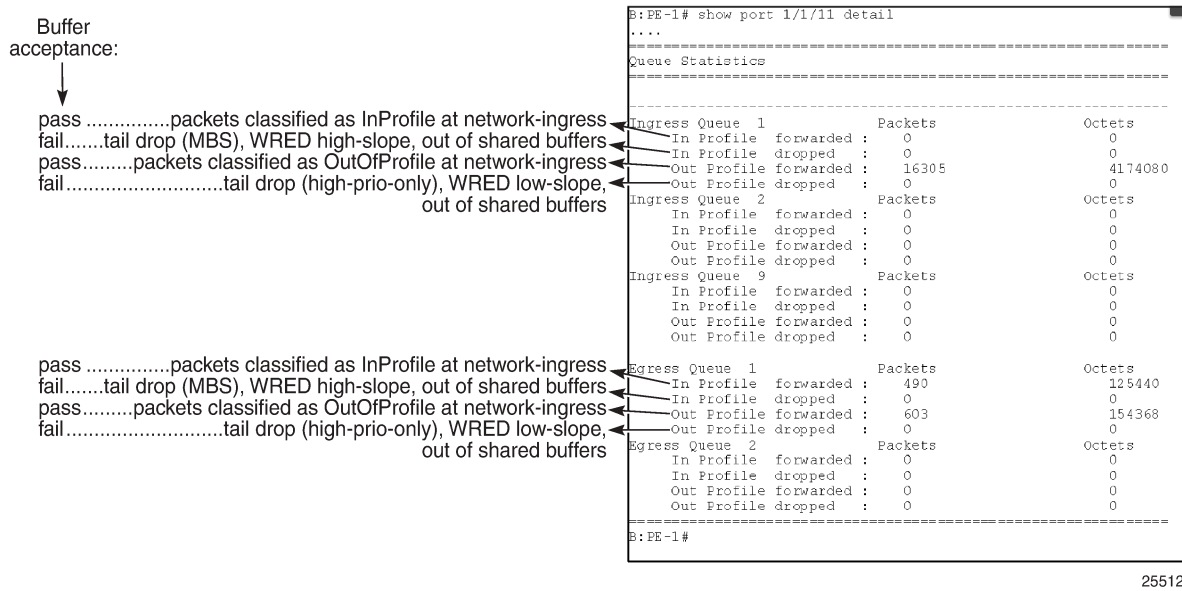 Buffer
acceptance:
pass ...............packets classified as InProfile at network-ingress
fail.......tail drop (MBS), WRED high-slope, out of shared buffers
pass.........packets classified as OutOfProfile at network-ingress
fail............................tail drop (high-prio-only), WRED low-slope,
out of shared buffers
pass ...............packets classified as InProfile at network-ingress
fail.......tail drop (MBS), WRED high-slope, out of shared buffers
pass.........packets classified as OutOfProfile at network-ingress
fail............................tail drop (high-prio-only), WRED low-slope,
out of shared buffers
B:PE-1# show port 1/1/11 detail
....
===============================================================
Queue Statistics
===============================================================
---------------------------------------------------------------
Ingress Queue 1 Packets Octets
In Profile forwarded : 0 0
In Profile dropped : 0 0
Out Profile forwarded : 16305 4174080
Out Profile dropped : 0 0
Ingress Queue 2 Packets Octets
In Profile forwarded : 0 0
In Profile dropped : 0 0
Out Profile forwarded : 0 0
Out Profile dropped : 0 0
Ingress Queue 9 Packets Octets
In Profile forwarded : 0 0
In Profile dropped : 0 0
Out Profile forwarded : 0 0
Out Profile dropped : 0 0
Egress Queue 1 Packets Octets
In Profile forwarded : 490 125440
In Profile dropped : 0 0
Out Profile forwarded : 603 154368
Out Profile dropped : 0 0
Egress Queue 2 Packets Octets
In Profile forwarded : 0 0
In Profile dropped : 0 0
Out Profile forwarded : 0 0
Out Profile dropped : 0 0
===============================================================
B:PE-1#
25512